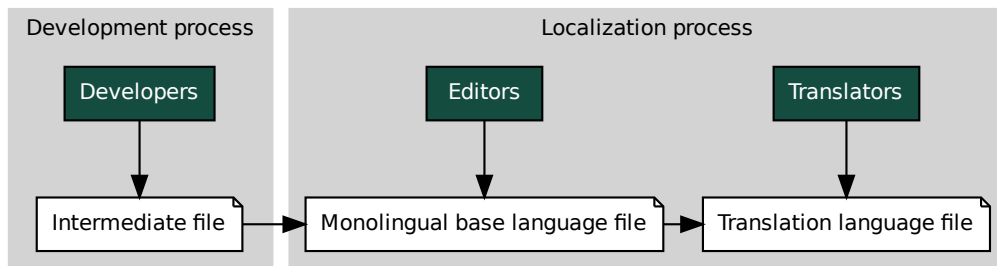 Development process
Localization process
Developers
Editors
Translators
Intermediate file
Monolingual base language file
Translation language file